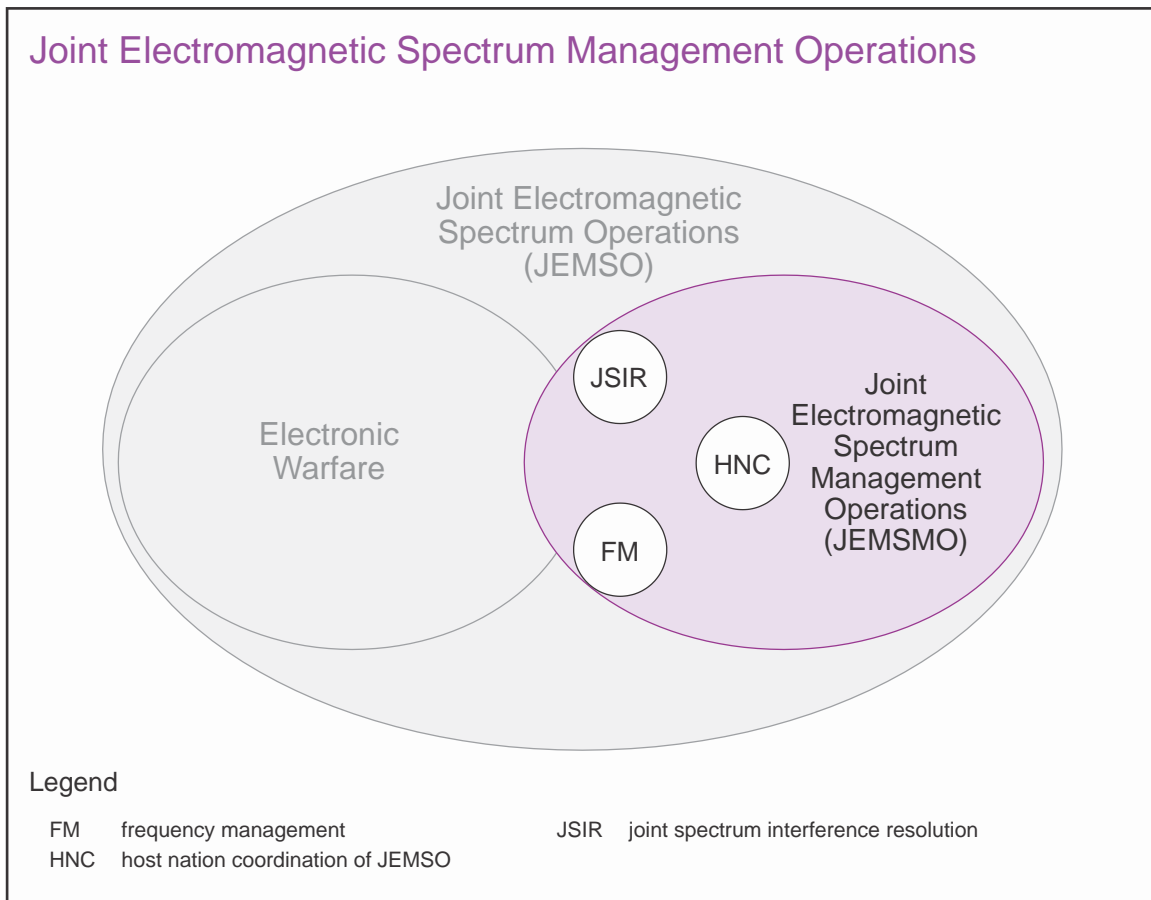 Joint Electromagnetic Spectrum Management Operations
Joint Electromagnetic
Spectrum Operations
(JEMSO)
Electronic
Warfare
JSIR
HNC
FM
Joint
Electromagnetic
Spectrum
Management
Operations
(JEMSMO)
Legend
FM frequency management
HNC host nation coordination of JEMSO
JSIR joint spectrum interference resolution